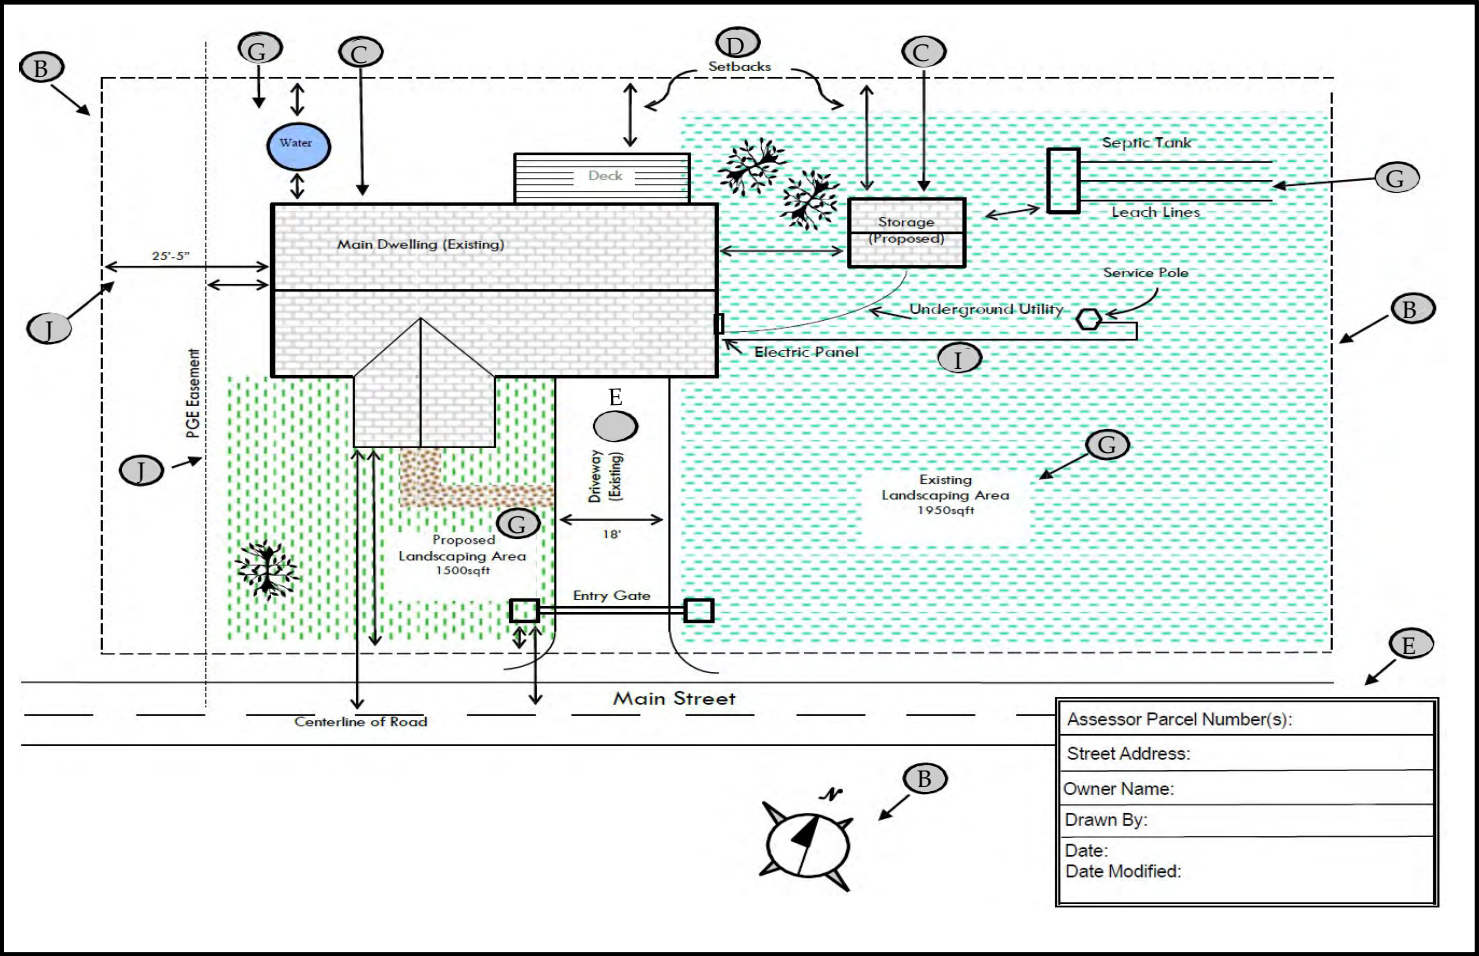 B
G
C
D
Setbacks
C
Water
Deck
Septic Tank
G
Leach Lines
Main Dwelling (Existing)
Storage
(Proposed)
25'-5"
Service Pole
J
Underground Utility
B
Electric Panel
I
PGE Easement
E
J
Driveway
(Existing)
G
Existing
Landscaping Area
1950sqft
G
18'
Proposed
Landscaping Area
1500sqft
Entry Gate
E
Main Street
Centerline of Road
B
N
Assessor Parcel Number(s):
Street Address:
Owner Name:
Drawn By:
Date:
Date Modified: